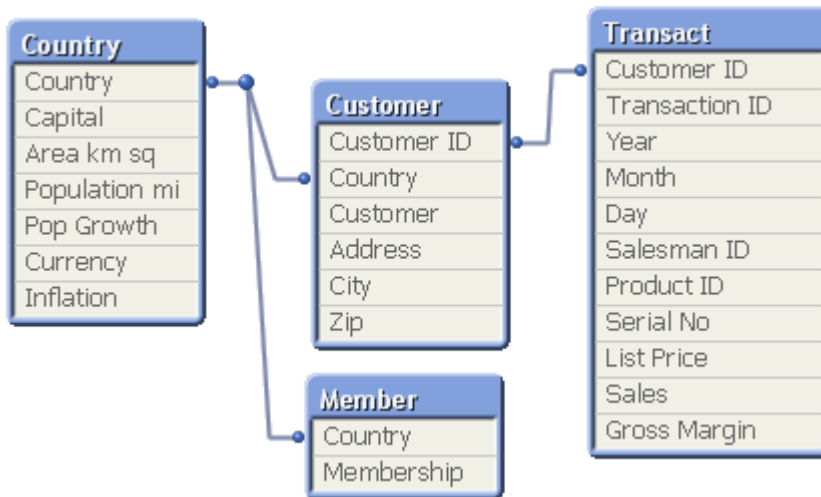 Country
Country
Capital
Area km sq
Population mi
Pop Growth
Currency
Inflation
Customer
Customer ID
Country
Customer
Address
City
Zip
Member
Country
Membership
Transact
Customer ID
Transaction ID
Year
Month
Day
Salesman ID
Product ID
Serial No
List Price
Sales
Gross Margin